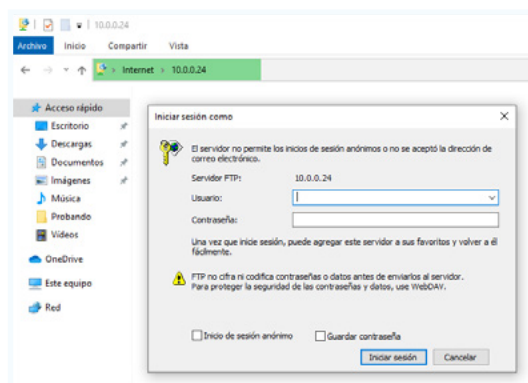 10.0.0.24
Archivo Inicio Compartir Vista
Internet > 10.0.0.24
Acceso rápido
Escritorio
Descargas
Documentos
Imágenes
Música
Probando
Vídeos
OneDrive
Este equipo
Red
Iniciar sesión como
El servidor no permite los inicios de sesión anónimos o no se aceptó la dirección de
correo electrónico.
Servidor FTP: 10.0.0.24
Usuario:
Contraseña:
Una vez que inicie sesión, puede agregar este servidor a sus favoritos y volver a él
fácilmente.
FTP no cifra ni codifica contraseñas o datos antes de enviarlos al servidor.
Para proteger la seguridad de las contraseñas y datos, use WebDAV.
Inicio de sesión anónimo Guardar contraseña
Iniciar sesión Cancelar